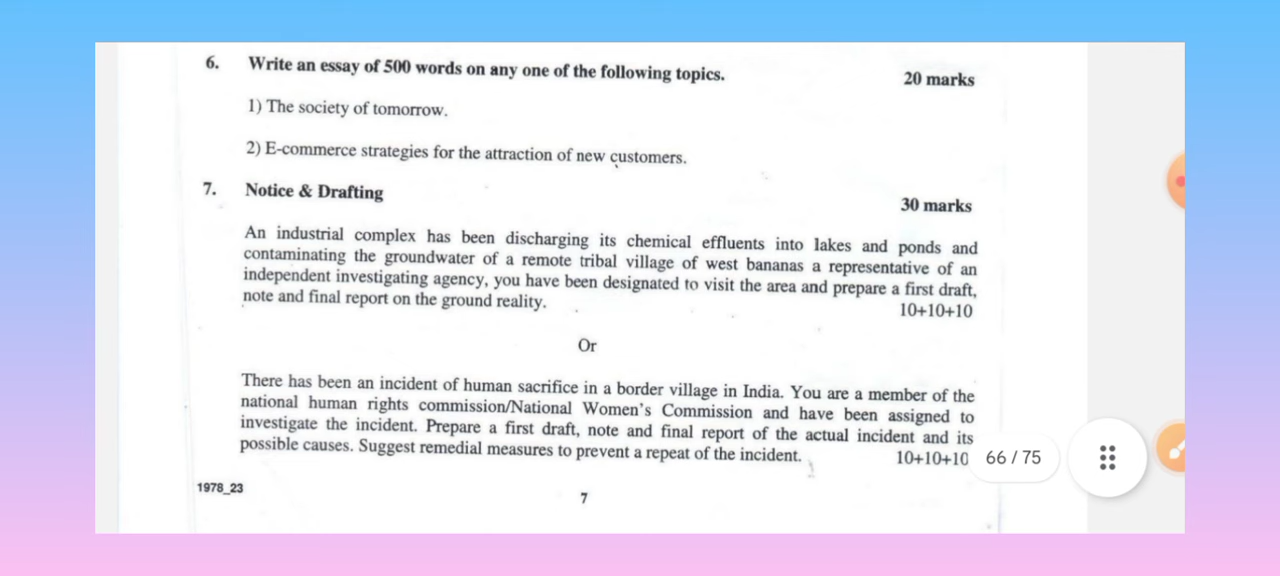 6. Write an essay of 500 words on any one of the following topics. 20 marks
1) The society of tomorrow.
2) E-commerce strategies for the attraction of new customers.
7. Notice & Drafting 30 marks
An industrial complex has been discharging its chemical effluents into lakes and ponds and
contaminating the groundwater of a remote tribal village of west bananas a representative of an
independent investigating agency, you have been designated to visit the area and prepare a first draft,
note and final report on the ground reality. 10+10+10
Or
There has been an incident of human sacrifice in a border village in India. You are a member of the
national human rights commission/National Women's Commission and have been assigned to
investigate the incident. Prepare a first draft, note and final report of the actual incident and its
possible causes. Suggest remedial measures to prevent a repeat of the incident. 10+10+10
66 / 75
1978_23
7